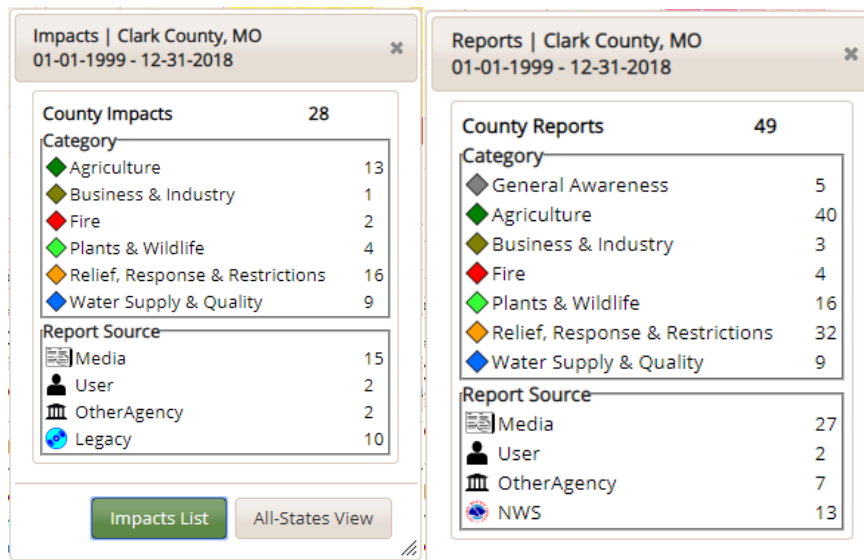 Impacts | Clark County, MO
01-01-1999 - 12-31-2018
County Impacts 28
Category
Agriculture 13
Business & Industry 1
Fire 2
Plants & Wildlife 4
Relief, Response & Restrictions 16
Water Supply & Quality 9
Report Source
Media 15
User 2
OtherAgency 2
Legacy 10
Impacts List All-States View
Reports | Clark County, MO
01-01-1999 - 12-31-2018
County Reports 49
Category
General Awareness 5
Agriculture 40
Business & Industry 3
Fire 4
Plants & Wildlife 16
Relief, Response & Restrictions 32
Water Supply & Quality 9
Report Source
Media 27
User 2
OtherAgency 7
NWS 13